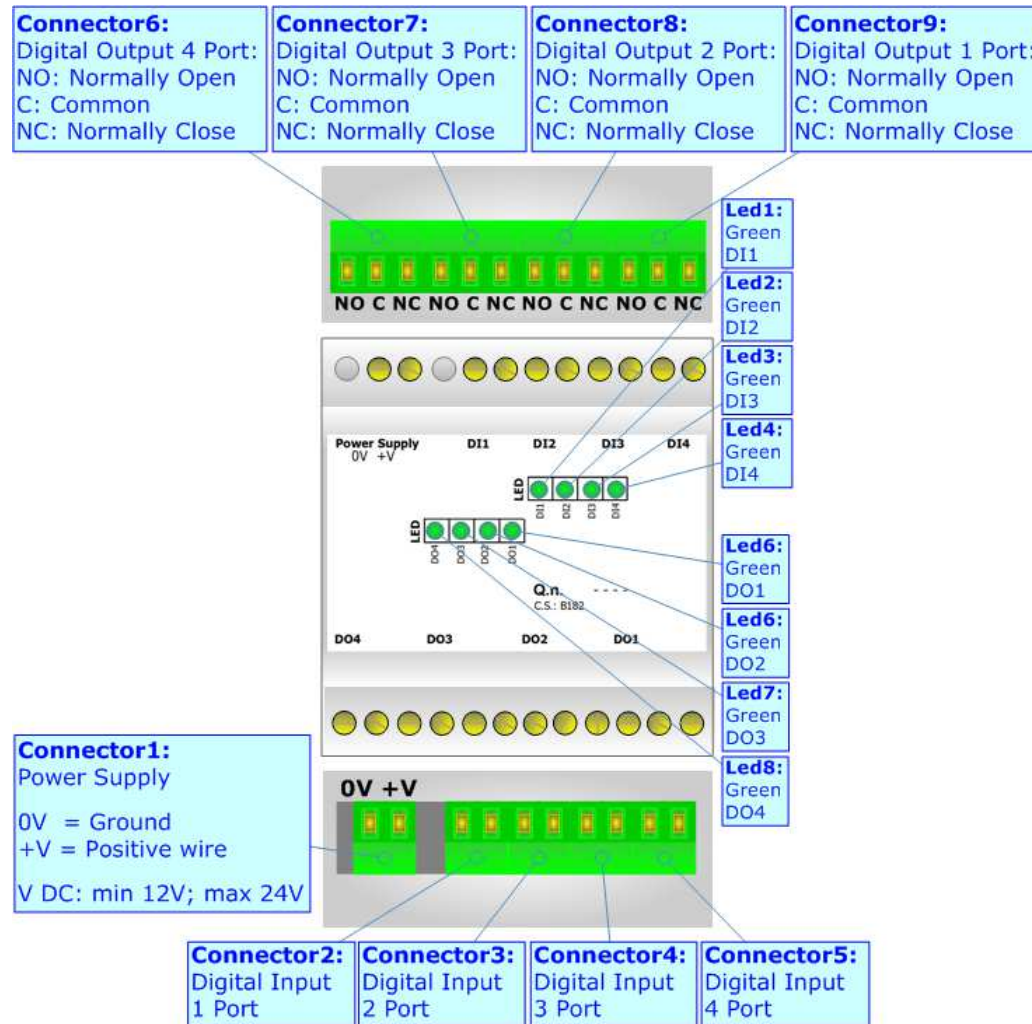 Connector6:
Digital Output 4 Port:
NO: Normally Open
C: Common
NC: Normally Close
Connector7:
Digital Output 3 Port:
NO: Normally Open
C: Common
NC: Normally Close
Connector8:
Digital Output 2 Port:
NO: Normally Open
C: Common
NC: Normally Close
Connector9:
Digital Output 1 Port:
NO: Normally Open
C: Common
NC: Normally Close
NO C NC NO C NC NO C NC NO C NC
Led1:
Green
DI1
Led2:
Green
DI2
Led3:
Green
DI3
Led4:
Green
DI4
Power Supply DI1 DI2 DI3 DI4
0V +V
LED
DI1 DI2 DI3 DI4
LED
DO4 DO3 DO2 DO1
Q.n. - - - -
C.S.: B182
DO4 DO3 DO2 DO1
Led6:
Green
DO1
Led6:
Green
DO2
Led7:
Green
DO3
Led8:
Green
DO4
Connector1:
Power Supply
0V = Ground
+V = Positive wire
V DC: min 12V; max 24V
0V +V
Connector2:
Digital Input
1 Port
Connector3:
Digital Input
2 Port
Connector4:
Digital Input
3 Port
Connector5:
Digital Input
4 Port